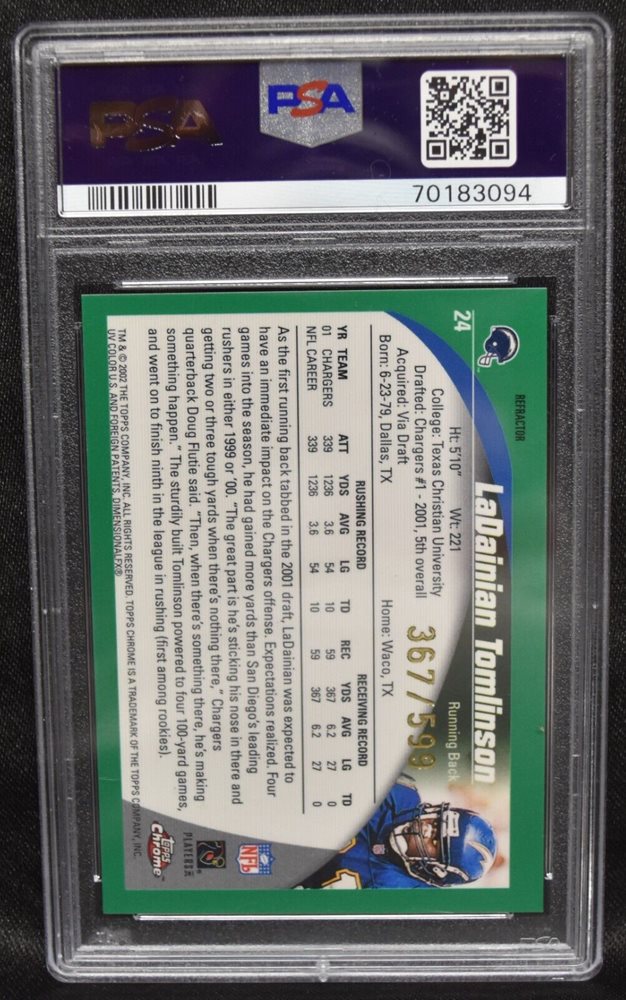 PSA
PSA
70183094
24
REFRACTOR
LaDainian Tomlinson
Running Back
Ht: 5'10" Wt: 221
College: Texas Christian University
Drafted: Chargers #1 - 2001, 5th overall
Acquired: Via Draft
Born: 6-23-79, Dallas, TX Home: Waco, TX
367/599
RUSHING RECORD RECEIVING RECORD
YR TEAM ATT YDS AVG LG TD REC YDS AVG LG TD
01 CHARGERS 339 1236 3.6 54 10 59 367 6.2 27 0
NFL CAREER 339 1236 3.6 54 10 59 367 6.2 27 0
As the first running back tabbed in the 2001 draft, LaDainian was expected to
have an immediate impact on the Chargers offense. Expectations realized. Four
games into the season, he had gained more yards than San Diego's leading
rushers in either 1999 or '00. "The great part is he's sticking his nose in there and
getting two or three tough yards when there's nothing there," Chargers
quarterback Doug Flutie said. "Then, when there's something there, he's making
something happen." The sturdily built Tomlinson powered to four 100-yard games,
and went on to finish ninth in the league in rushing (first among rookies).
NFL
PLAYERS INC
Topps
Chrome
TM & © 2002 THE TOPPS COMPANY, INC. ALL RIGHTS RESERVED. TOPPS CHROME IS A TRADEMARK OF THE TOPPS COMPANY, INC.
UV COLOR U.S. AND FOREIGN PATENTS, DIMENSIONALFX®
PSA